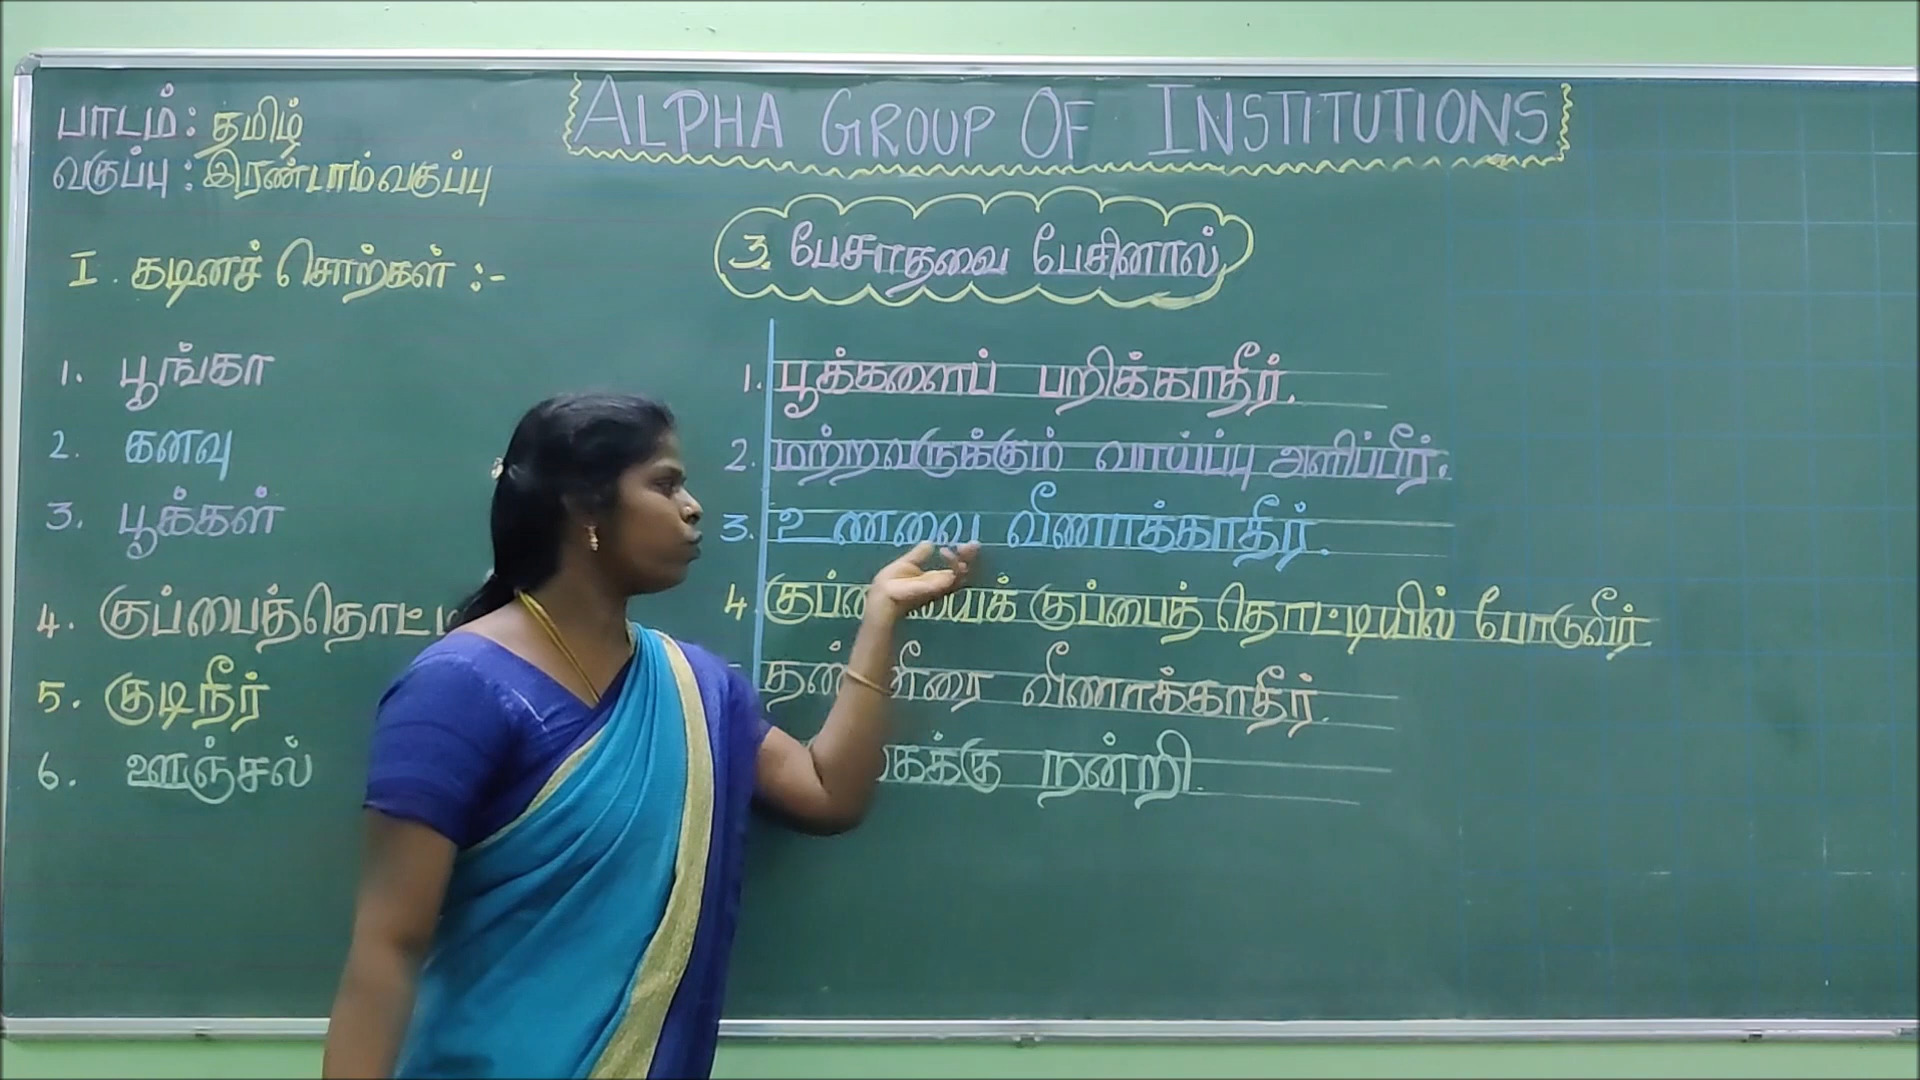 ALPHA GROUP OF INSTITUTIONS
பாடம் : தமிழ்
வகுப்பு : இரண்டாம்வகுப்பு
3. பேசாதவை பேசினால்
I. கடினச் சொற்கள் :-
1. பூங்கா
2. கனவு
3. பூக்கள்
4. குப்பைத்தொட்
5. குடிநீர்
6. ஊஞ்சல்
1. பூக்களைப் பறிக்காதீர்.
2. மற்றவருக்கும் வாய்ப்பு அளிப்பீர்.
3. உணவை வீணாக்காதீர்.
4. குப் யைக் குப்பைத் தொட்டியில் போடுவீர்
தண் ரை வீணாக்காதீர்.
நன்றி.